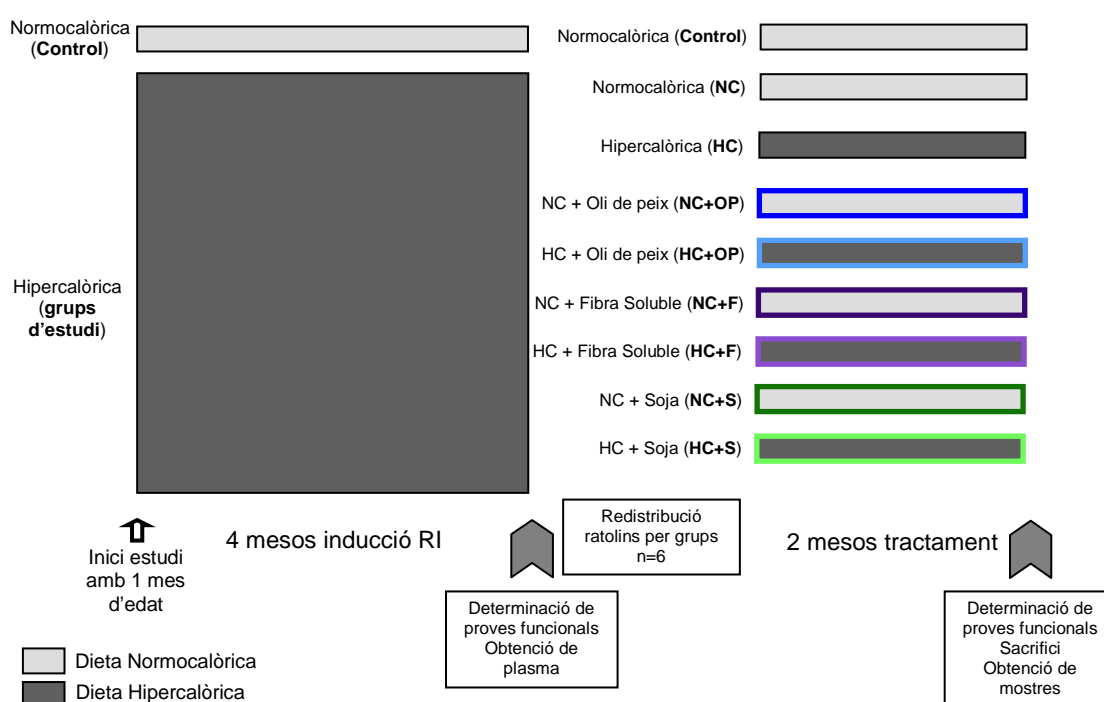 Normocalòrica
(Control)
Hipercalòrica
(grups
d'estudi)
Normocalòrica (Control)
Normocalòrica (NC)
Hipercalòrica (HC)
NC + Oli de peix (NC+OP)
HC + Oli de peix (HC+OP)
NC + Fibra Soluble (NC+F)
HC + Fibra Soluble (HC+F)
NC + Soja (NC+S)
HC + Soja (HC+S)
Inici estudi
amb 1 mes
d'edat
4 mesos inducció RI
Redistribució
ratolins per grups
n=6
2 mesos tractament
Determinació de
proves funcionals
Obtenció de
plasma
Determinació de
proves funcionals
Sacrifici
Obtenció de
mostres
Dieta Normocalòrica
Dieta Hipercalòrica